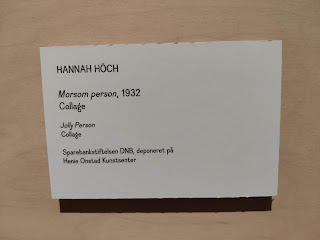 HANNAH HÖCH
Morsom person, 1932
Collage
Jolly Person
Collage
Sparebankstiftelsen DNB, deponeret på
Henie Onstad Kunstsenter